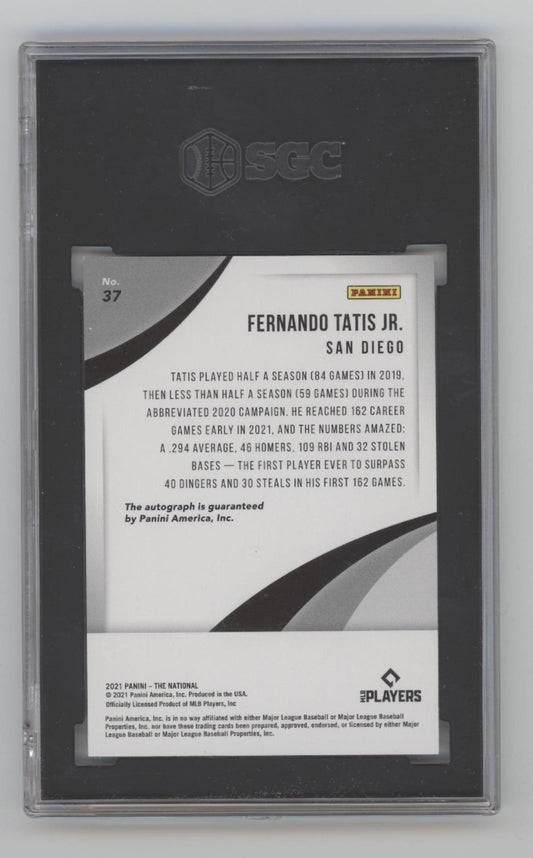 SGC
No.
37
PANINI
FERNANDO TATIS JR.
SAN DIEGO
TATIS PLAYED HALF A SEASON (84 GAMES) IN 2019,
THEN LESS THAN HALF A SEASON (59 GAMES) DURING THE
ABBREVIATED 2020 CAMPAIGN. HE REACHED 162 CAREER
GAMES EARLY IN 2021, AND THE NUMBERS AMAZED:
A .294 AVERAGE, 46 HOMERS, 109 RBI AND 32 STOLEN
BASES — THE FIRST PLAYER EVER TO SURPASS
40 DINGERS AND 30 STEALS IN HIS FIRST 162 GAMES.
The autograph is guaranteed
by Panini America, Inc.
2021 PANINI – THE NATIONAL
© 2021 Panini America, Inc. Produced in the USA.
Officially Licensed Product of MLB Players, Inc
MLB PLAYERS
Panini America, Inc. is in no way affiliated with either Major League Baseball or Major League Baseball
Properties, Inc. nor have these trading cards been prepared, approved, endorsed, or licensed by either Major
League Baseball or Major League Baseball Properties, Inc.